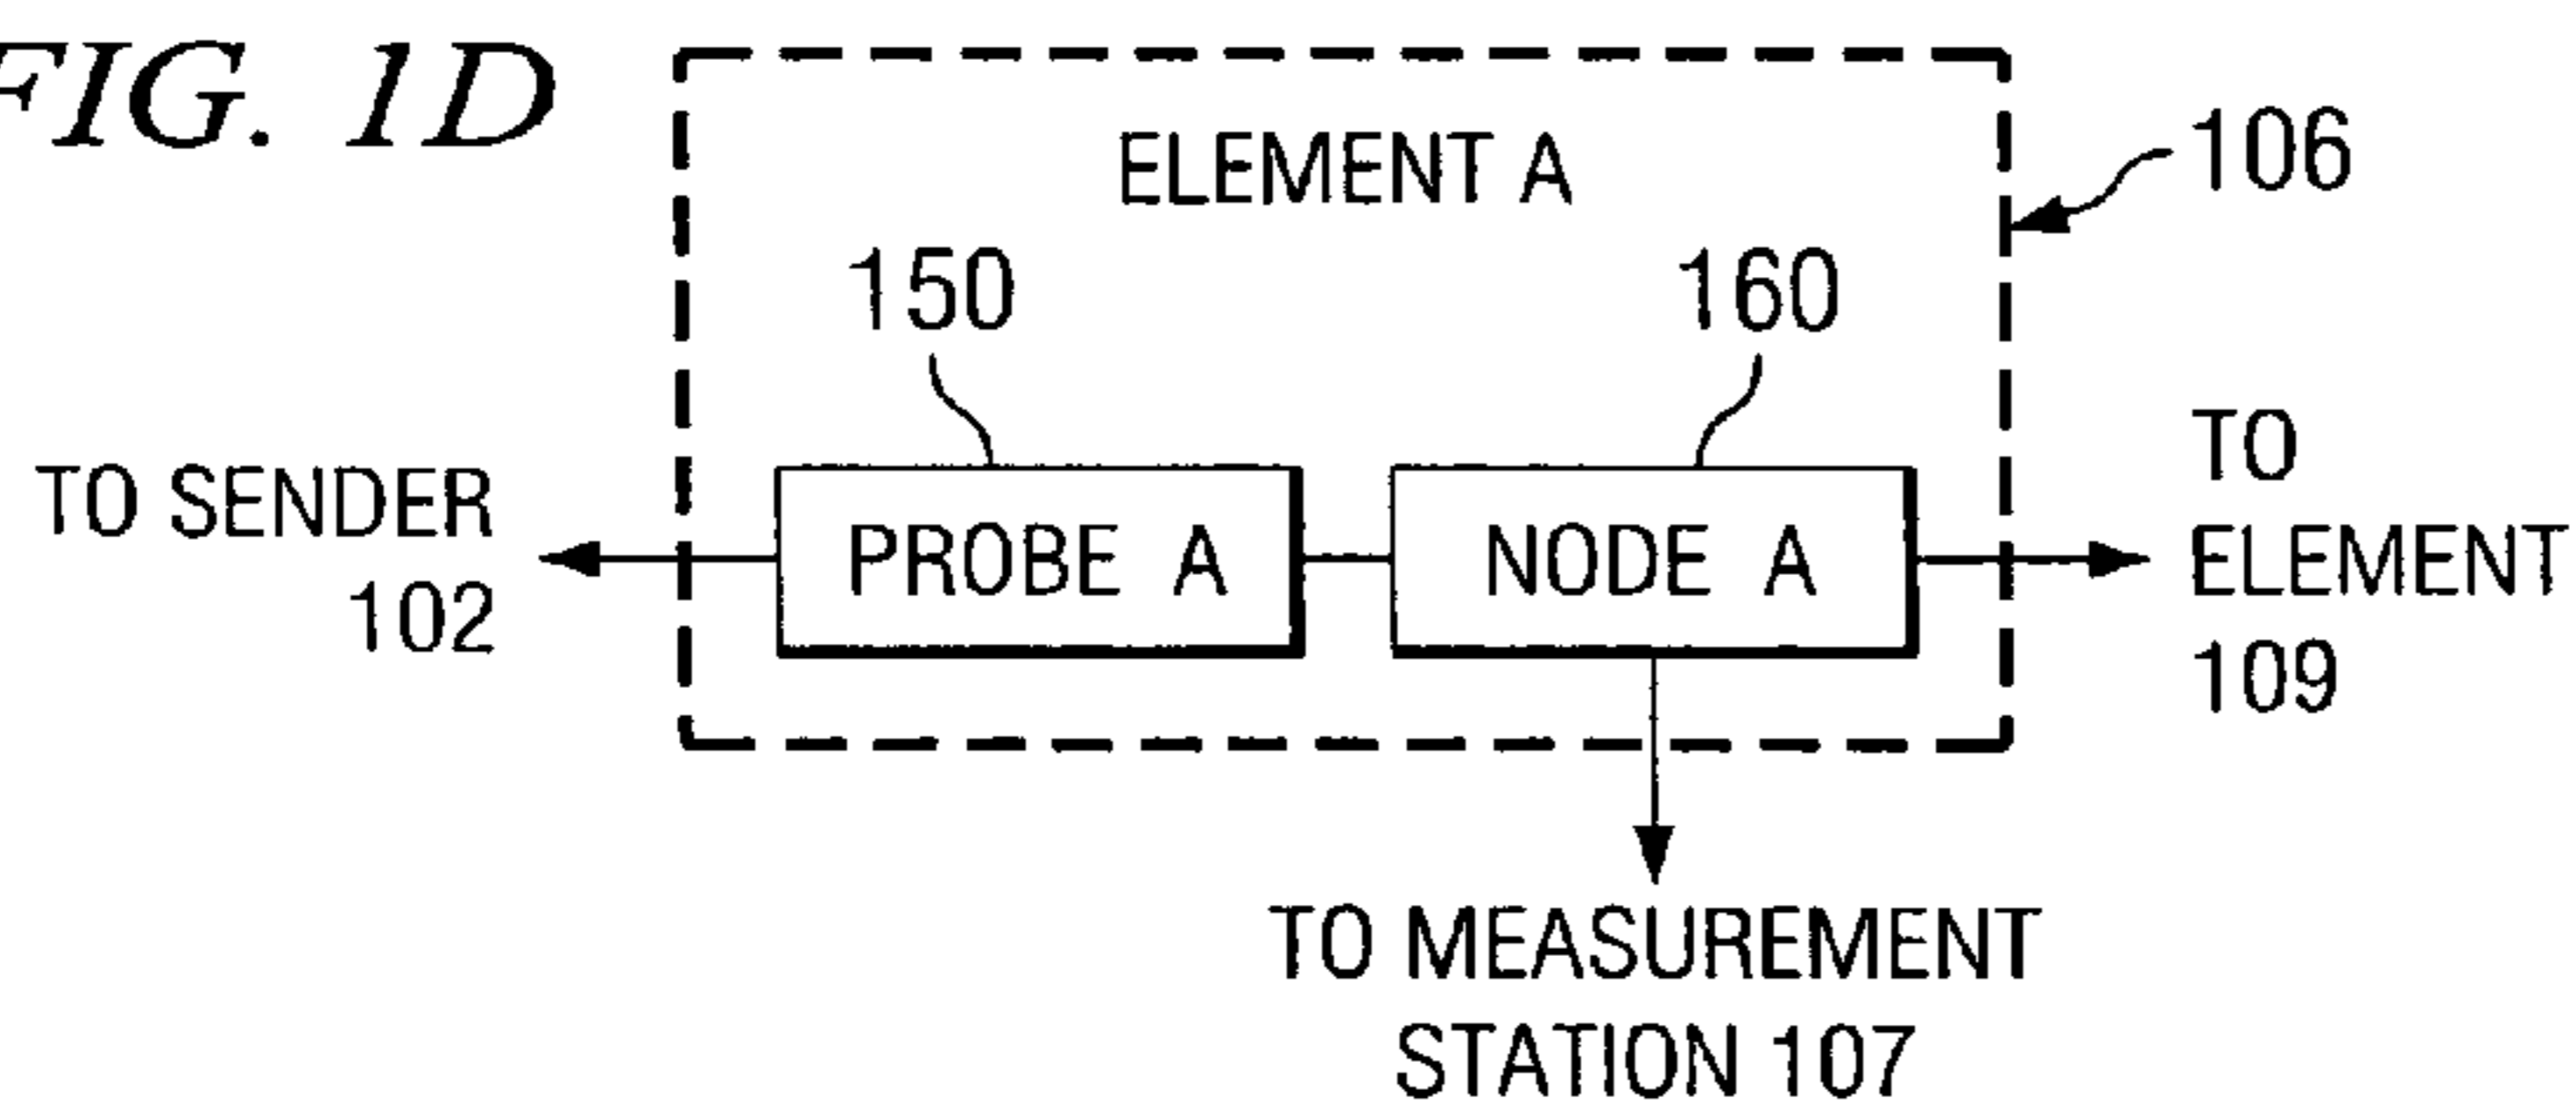 FIG. 1D
ELEMENT A
106
150
160
TO SENDER
102
PROBE A
NODE A
TO
ELEMENT
109
TO MEASUREMENT
STATION 107